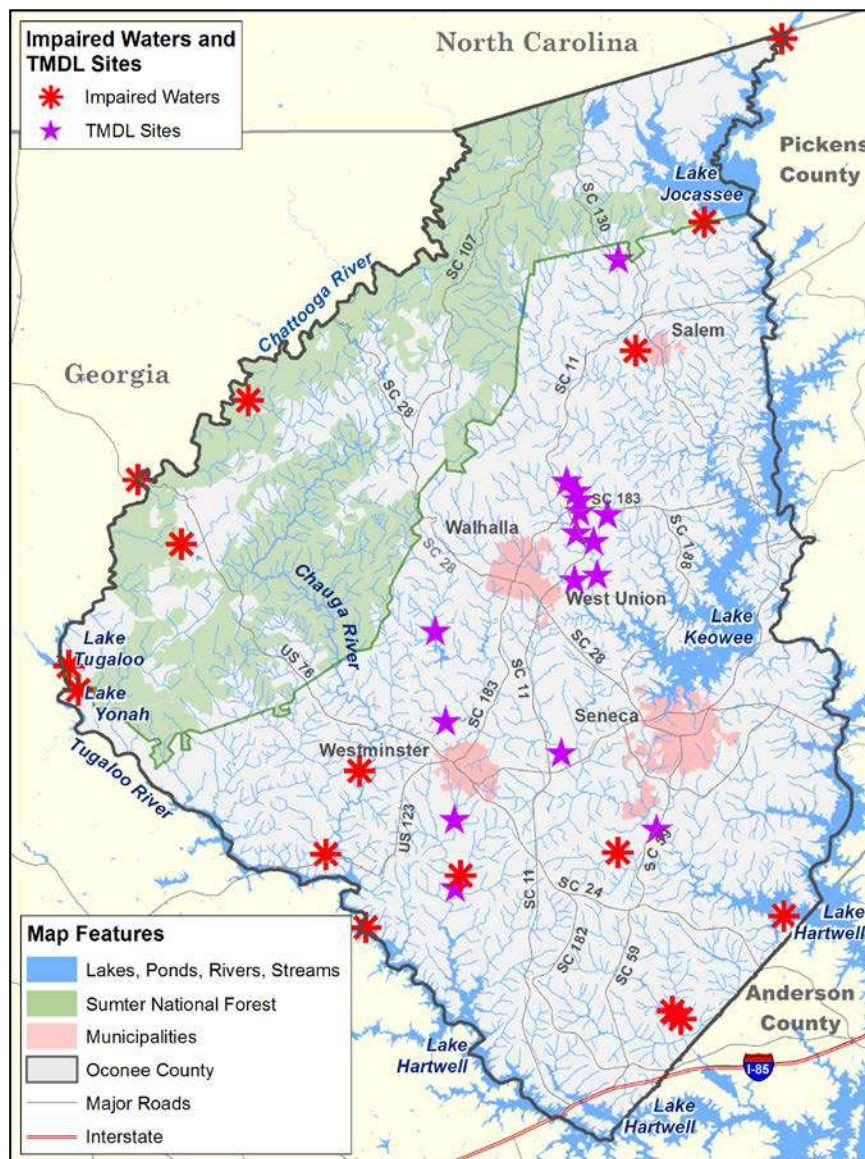 Impaired Waters and
TMDL Sites
Impaired Waters
TMDL Sites
North Carolina
Pickens
County
Lake
Jocassee
SC 130
SC 107
Chattooga River
Salem
Georgia
SC 11
SC 28
SC 183
Walhalla
SC 188
SC 28
Chauga River
West Union
Lake
Keowee
Lake
Tugaloo
US 76
SC 28
SC 11
SC 183
Lake
Yonah
Seneca
Tugaloo River
Westminster
US 123
SC 59
SC 11
SC 24
SC 182
SC 59
Lake
Hartwell
Anderson
County
Map Features
Lakes, Ponds, Rivers, Streams
Sumter National Forest
Municipalities
Oconee County
Major Roads
Interstate
Lake
Hartwell
I-85
Lake
Hartwell